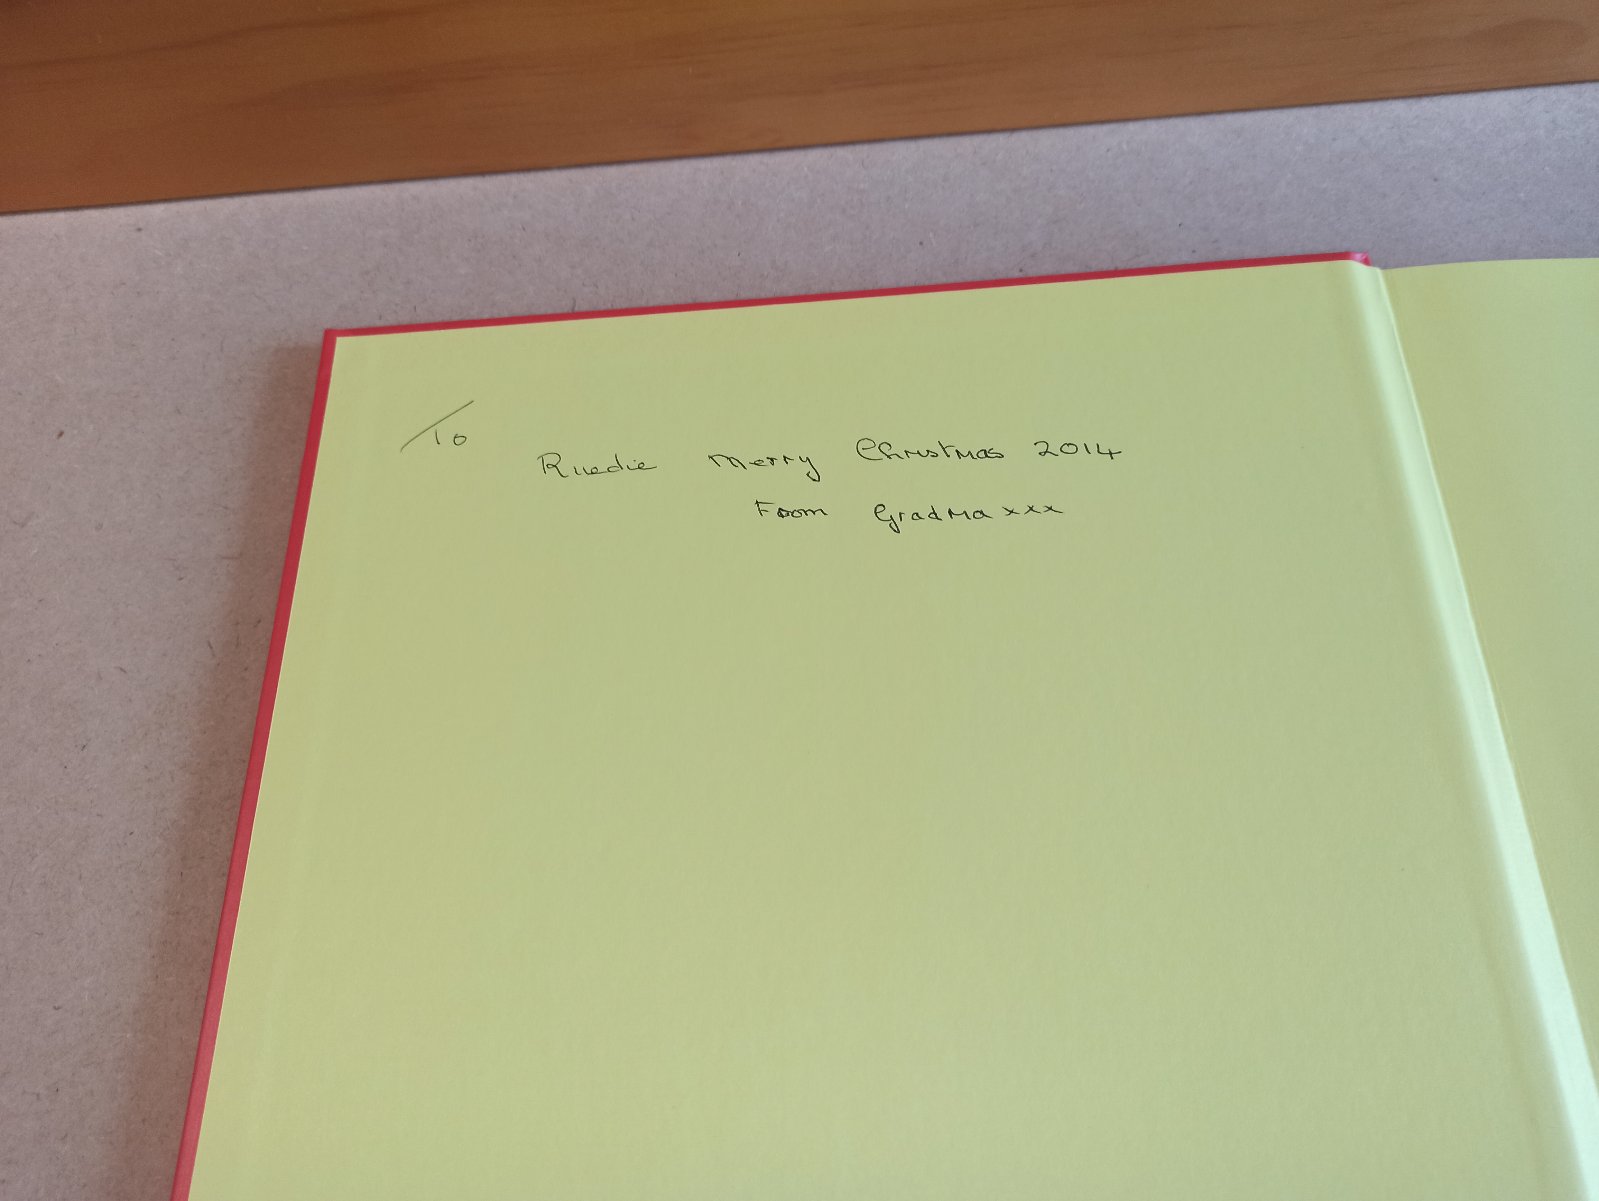 To
Ruedie Merry Christmas 2014
From Gradma xxx